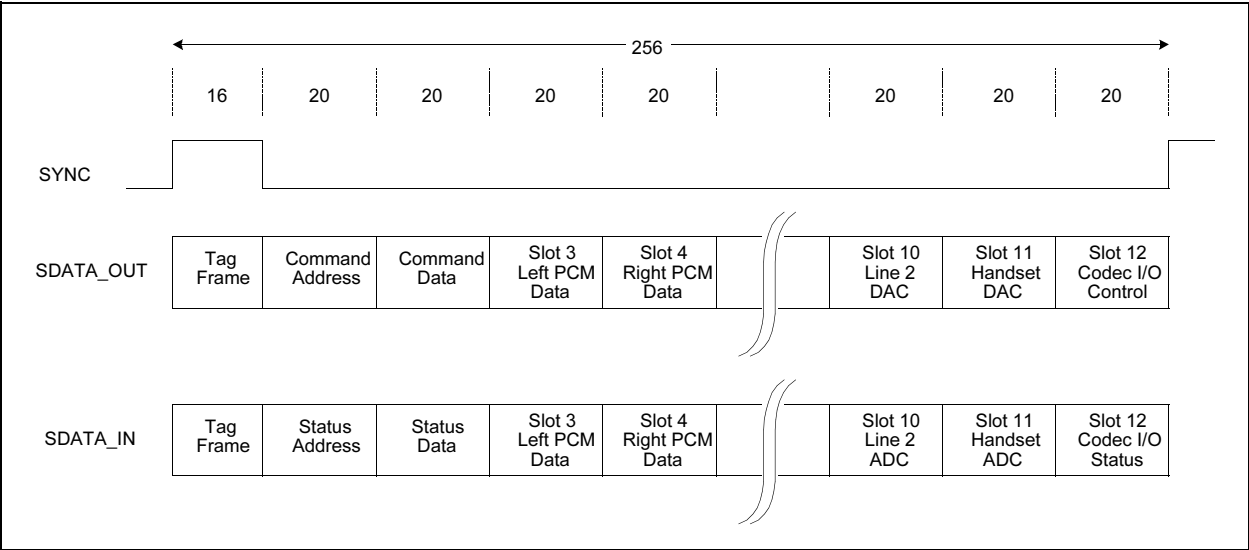 256
16 20 20 20 20 20 20 20
SYNC
SDATA_OUT
Tag
Frame
Command
Address
Command
Data
Slot 3
Left PCM
Data
Slot 4
Right PCM
Data
Slot 10
Line 2
DAC
Slot 11
Handset
DAC
Slot 12
Codec I/O
Control
SDATA_IN
Tag
Frame
Status
Address
Status
Data
Slot 3
Left PCM
Data
Slot 4
Right PCM
Data
Slot 10
Line 2
ADC
Slot 11
Handset
ADC
Slot 12
Codec I/O
Status